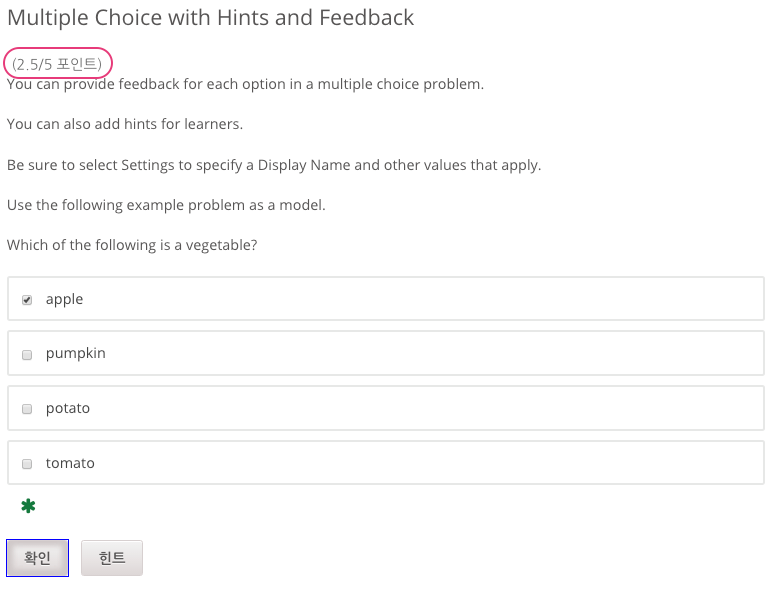 Multiple Choice with Hints and Feedback
(2.5/5 포인트)
You can provide feedback for each option in a multiple choice problem.
You can also add hints for learners.
Be sure to select Settings to specify a Display Name and other values that apply.
Use the following example problem as a model.
Which of the following is a vegetable?
apple
pumpkin
potato
tomato
확인 힌트